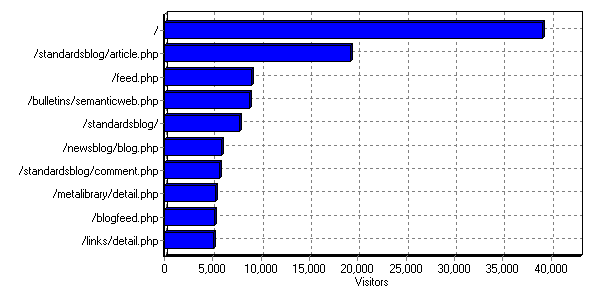 /
/standardsblog/article.php
/feed.php
/bulletins/semanticweb.php
/standardsblog/
/newsblog/blog.php
/standardsblog/comment.php
/metalibrary/detail.php
/blogfeed.php
/links/detail.php
0 5,000 10,000 15,000 20,000 25,000 30,000 35,000 40,000
Visitors